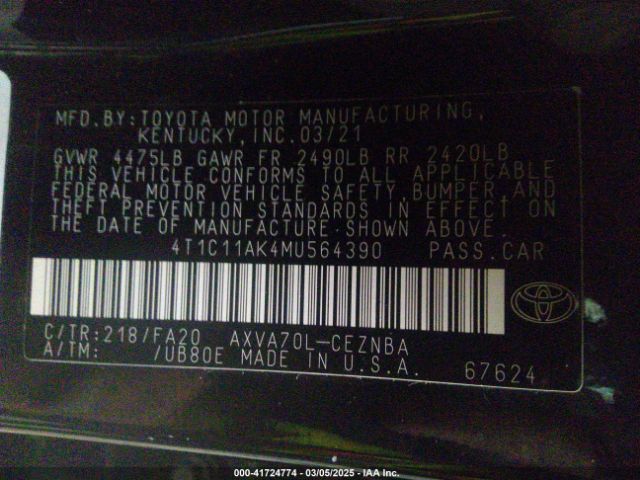 MFD.BY:TOYOTA MOTOR MANUFACTURING,
KENTUCKY, INC.03/21
GVWR 4475LB GAWR FR 2490LB RR 2420LB
THIS VEHICLE CONFORMS TO ALL APPLICABLE
FEDERAL MOTOR VEHICLE SAFETY,BUMPER,AND
THEFT PREVENTION STANDARDS IN EFFECT ON
THE DATE OF MANUFACTURE SHOWN ABOVE.
4T1C11AK4MU564390 PASS.CAR
C/TR:218/FA20 AXVA70L-CEZNBA
A/TM: /UB80E MADE IN U.S.A.
67624
000-41724774 - 03/05/2025 - IAA Inc.